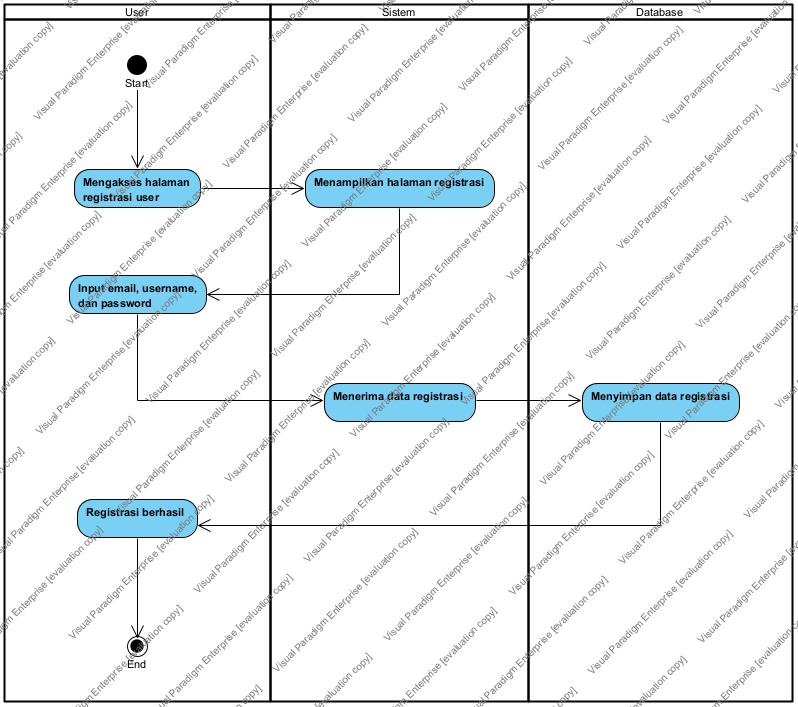 User
Sistem
Database
Start
Mengakses halaman
registrasi user
Menampilkan halaman registrasi
Input email, username,
dan password
Menerima data registrasi
Menyimpan data registrasi
Registrasi berhasil
End
Visual Paradigm Enterprise [evaluation copy]